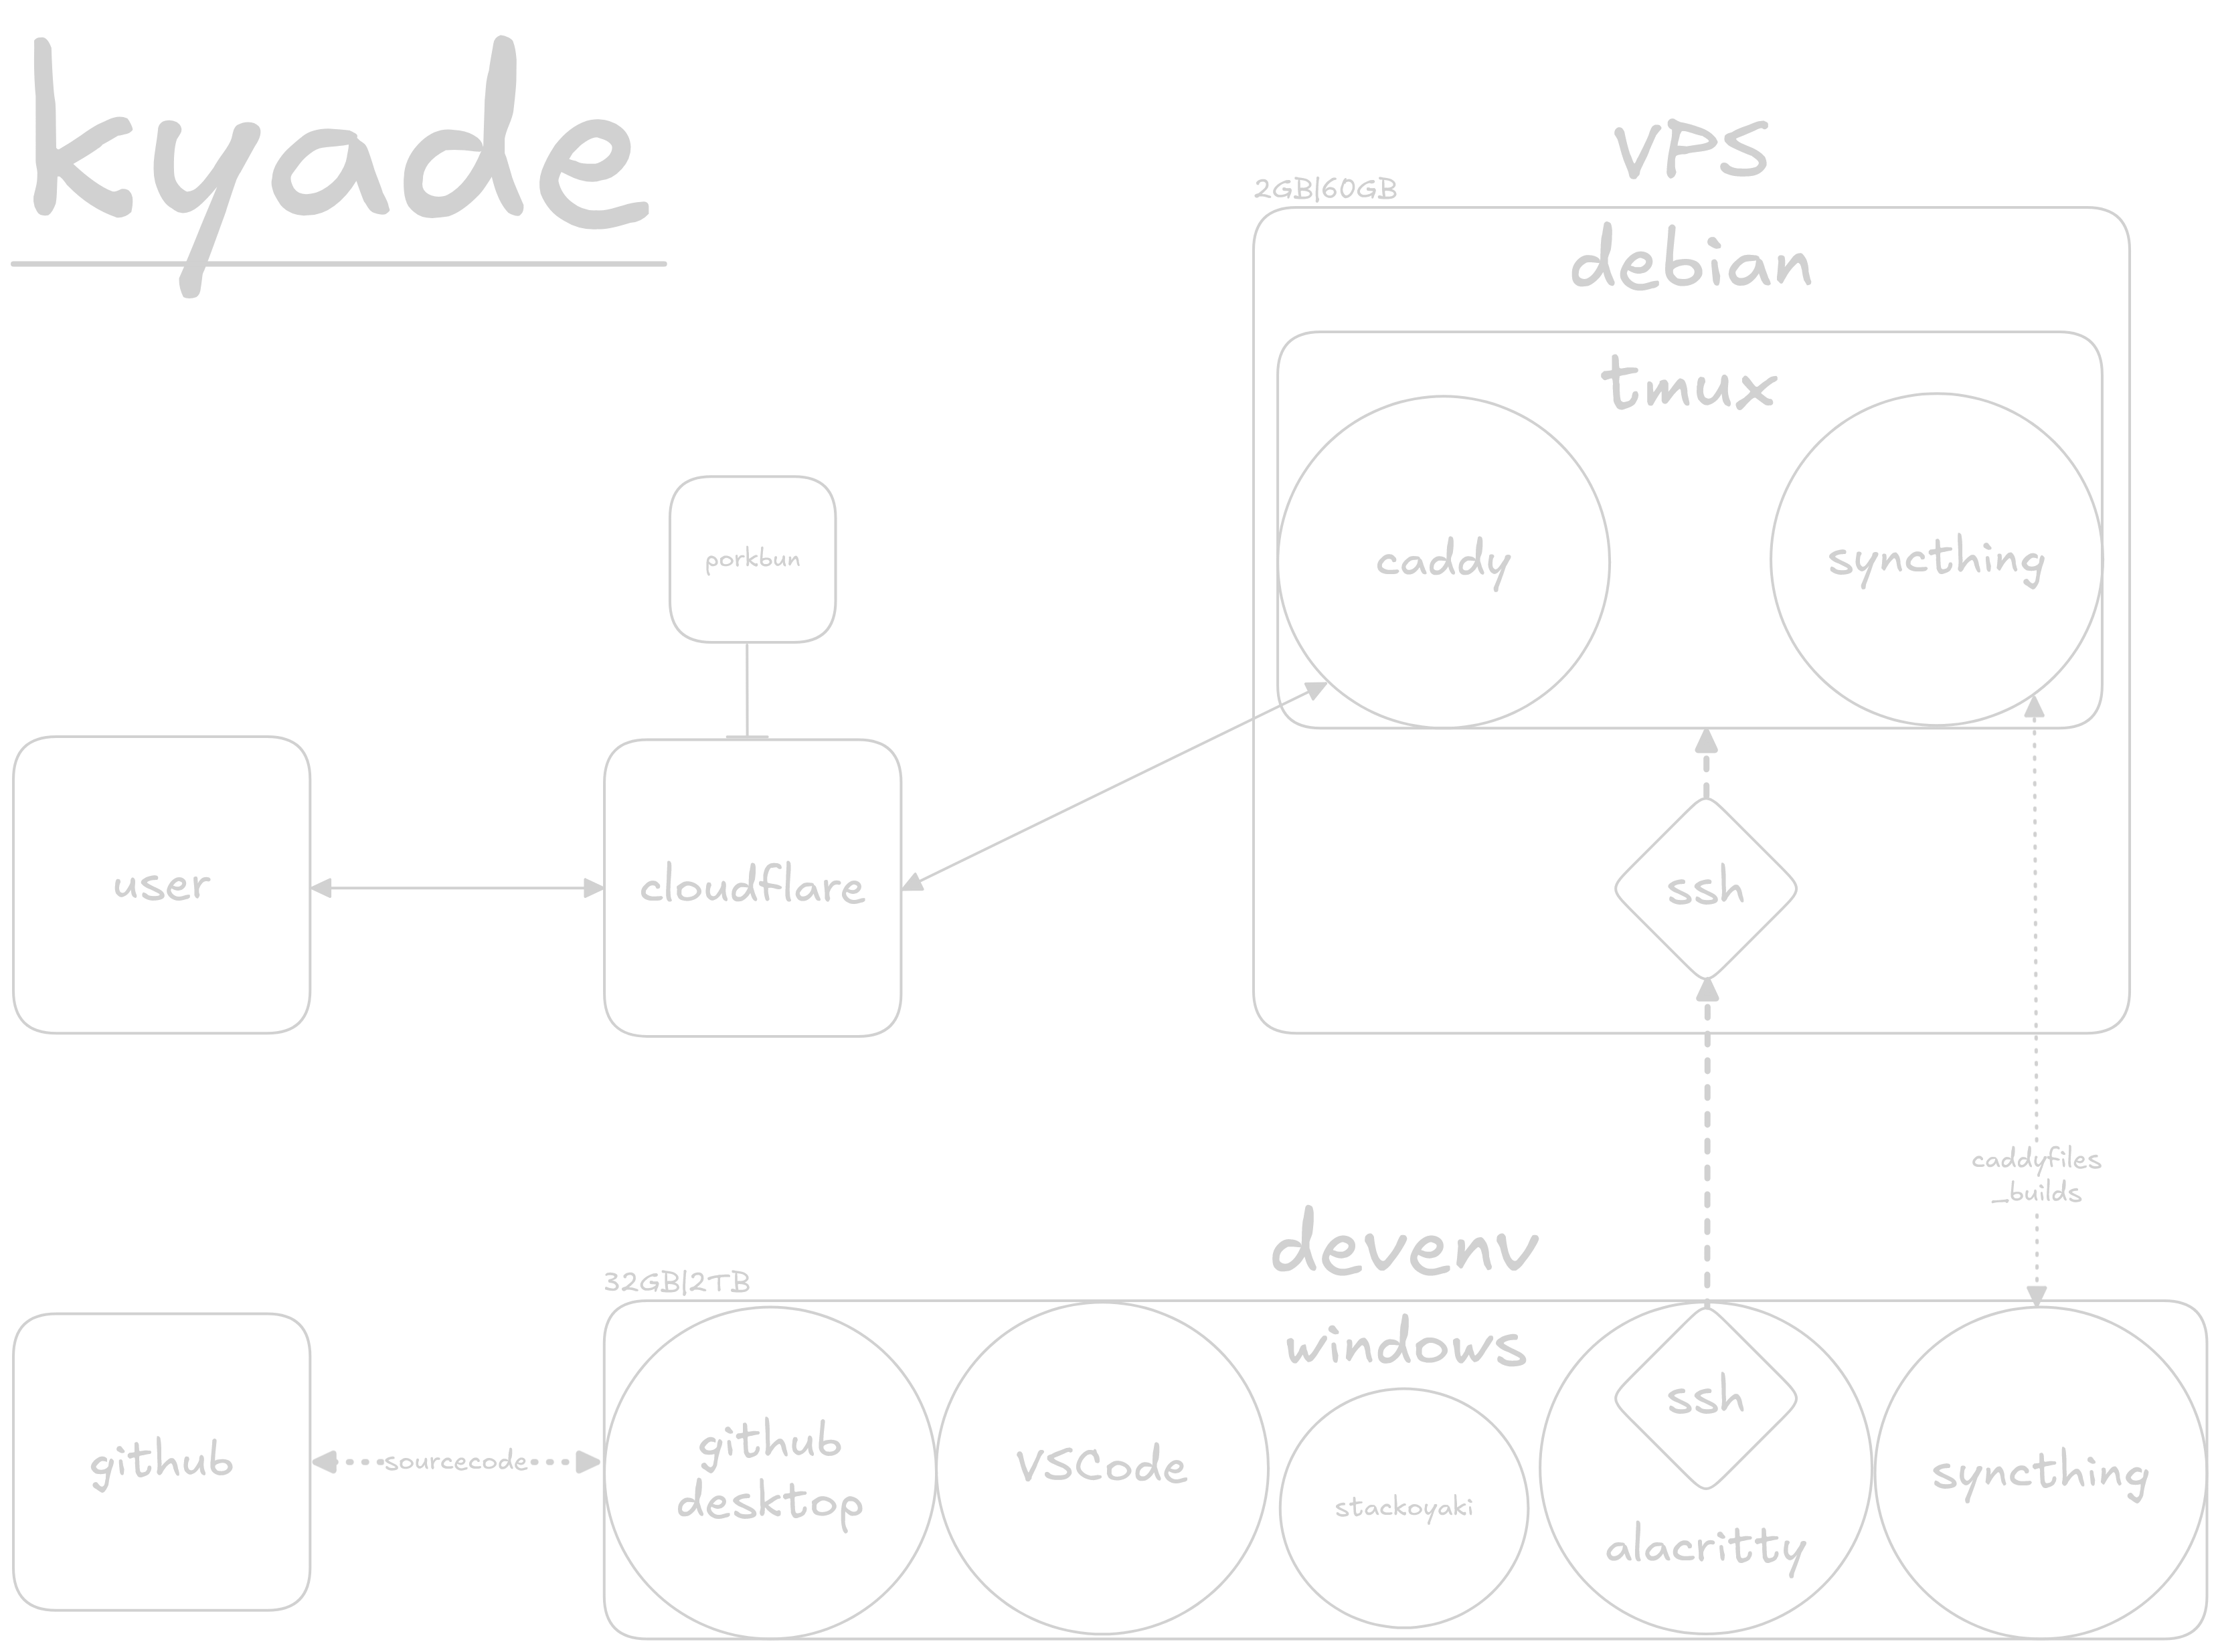 kyade
VPS
2GB/60GB
debian
tmux
porkbun
caddy
syncthing
user
cloudflare
ssh
caddyfiles
_builds
devenv
32GB/2TB
windows
github
sourcecode
github
desktop
vscode
stackoyaki
ssh
alacritty
syncthing